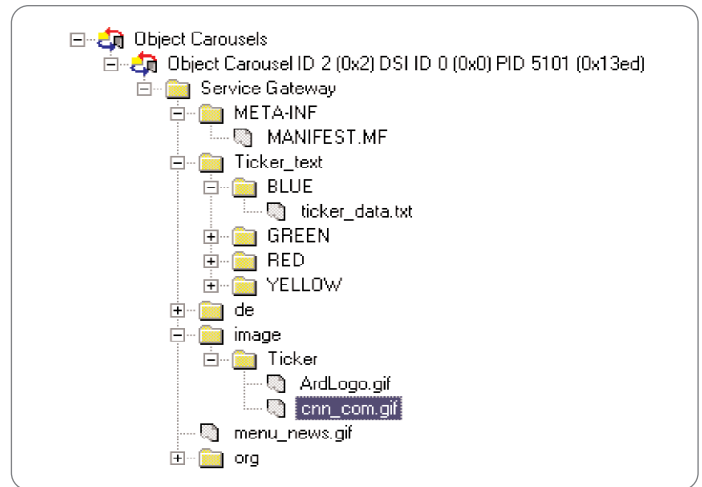 Object Carousels
Object Carousel ID 2 (0x2) DSI ID 0 (0x0) PID 5101 (0x13ed)
Service Gateway
META-INF
MANIFEST.MF
Ticker_text
BLUE
ticker_data.txt
GREEN
RED
YELLOW
de
image
Ticker
ArdLogo.gif
cnn_com.gif
menu_news.gif
org